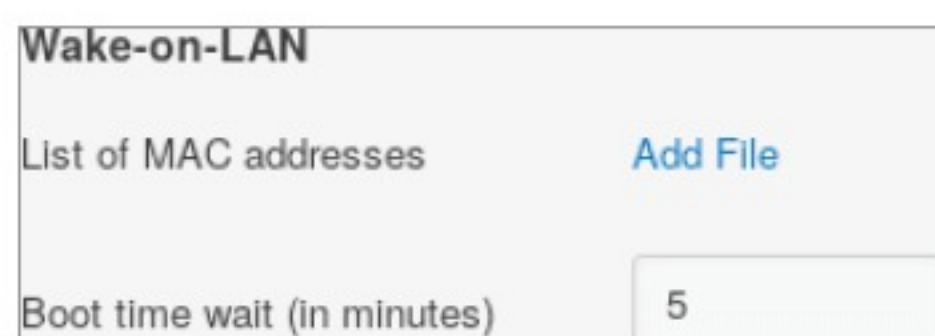 Wake-on-LAN
List of MAC addresses Add File
Boot time wait (in minutes) 5